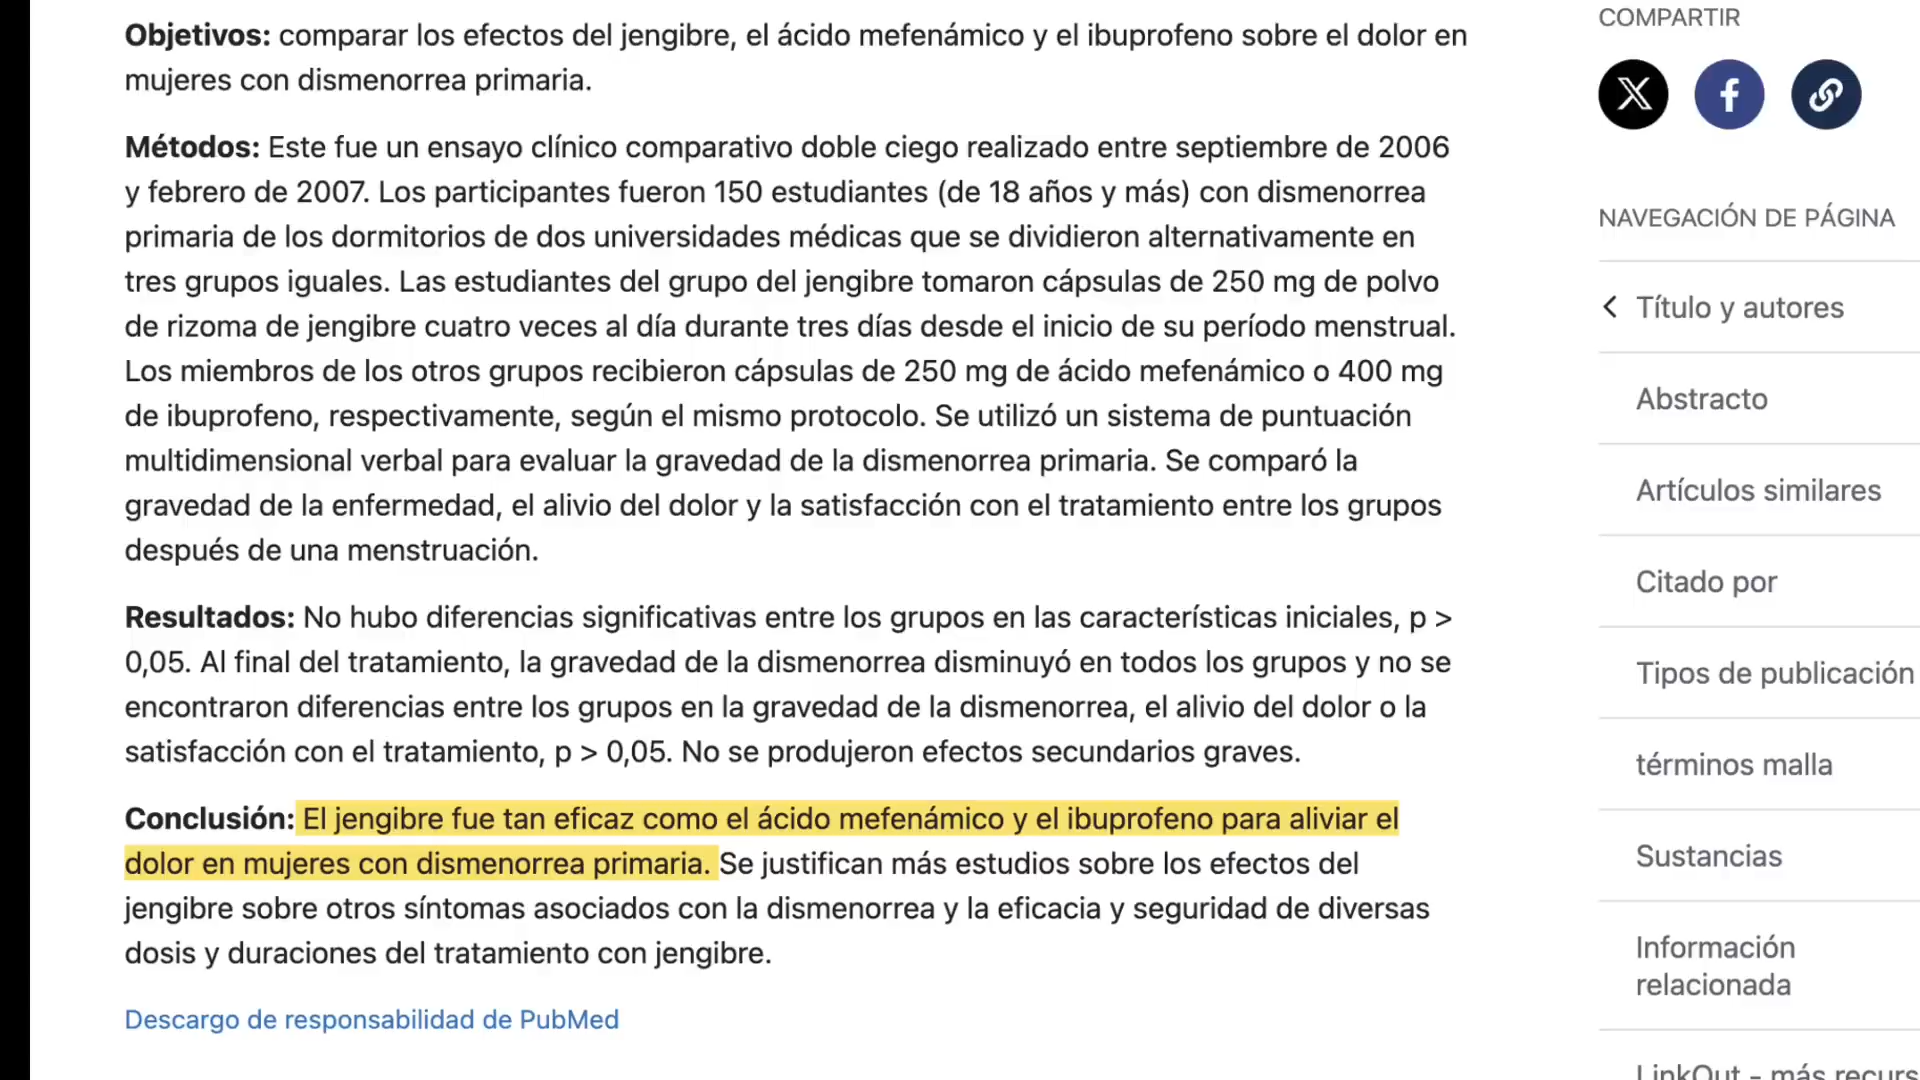 Objetivos: comparar los efectos del jengibre, el ácido mefenámico y el ibuprofeno sobre el dolor en
mujeres con dismenorrea primaria.
Métodos: Este fue un ensayo clínico comparativo doble ciego realizado entre septiembre de 2006
y febrero de 2007. Los participantes fueron 150 estudiantes (de 18 años y más) con dismenorrea
primaria de los dormitorios de dos universidades médicas que se dividieron alternativamente en
tres grupos iguales. Las estudiantes del grupo del jengibre tomaron cápsulas de 250 mg de polvo
de rizoma de jengibre cuatro veces al día durante tres días desde el inicio de su período menstrual.
Los miembros de los otros grupos recibieron cápsulas de 250 mg de ácido mefenámico o 400 mg
de ibuprofeno, respectivamente, según el mismo protocolo. Se utilizó un sistema de puntuación
multidimensional verbal para evaluar la gravedad de la dismenorrea primaria. Se comparó la
gravedad de la enfermedad, el alivio del dolor y la satisfacción con el tratamiento entre los grupos
después de una menstruación.
Resultados: No hubo diferencias significativas entre los grupos en las características iniciales, p >
0,05. Al final del tratamiento, la gravedad de la dismenorrea disminuyó en todos los grupos y no se
encontraron diferencias entre los grupos en la gravedad de la dismenorrea, el alivio del dolor o la
satisfacción con el tratamiento, p > 0,05. No se produjeron efectos secundarios graves.
Conclusión: El jengibre fue tan eficaz como el ácido mefenámico y el ibuprofeno para aliviar el
dolor en mujeres con dismenorrea primaria. Se justifican más estudios sobre los efectos del
jengibre sobre otros síntomas asociados con la dismenorrea y la eficacia y seguridad de diversas
dosis y duraciones del tratamiento con jengibre.
Descargo de responsabilidad de PubMed
COMPARTIR
NAVEGACIÓN DE PÁGINA
Título y autores
Abstracto
Artículos similares
Citado por
Tipos de publicación
términos malla
Sustancias
Información
relacionada
LinkOut - más recurs